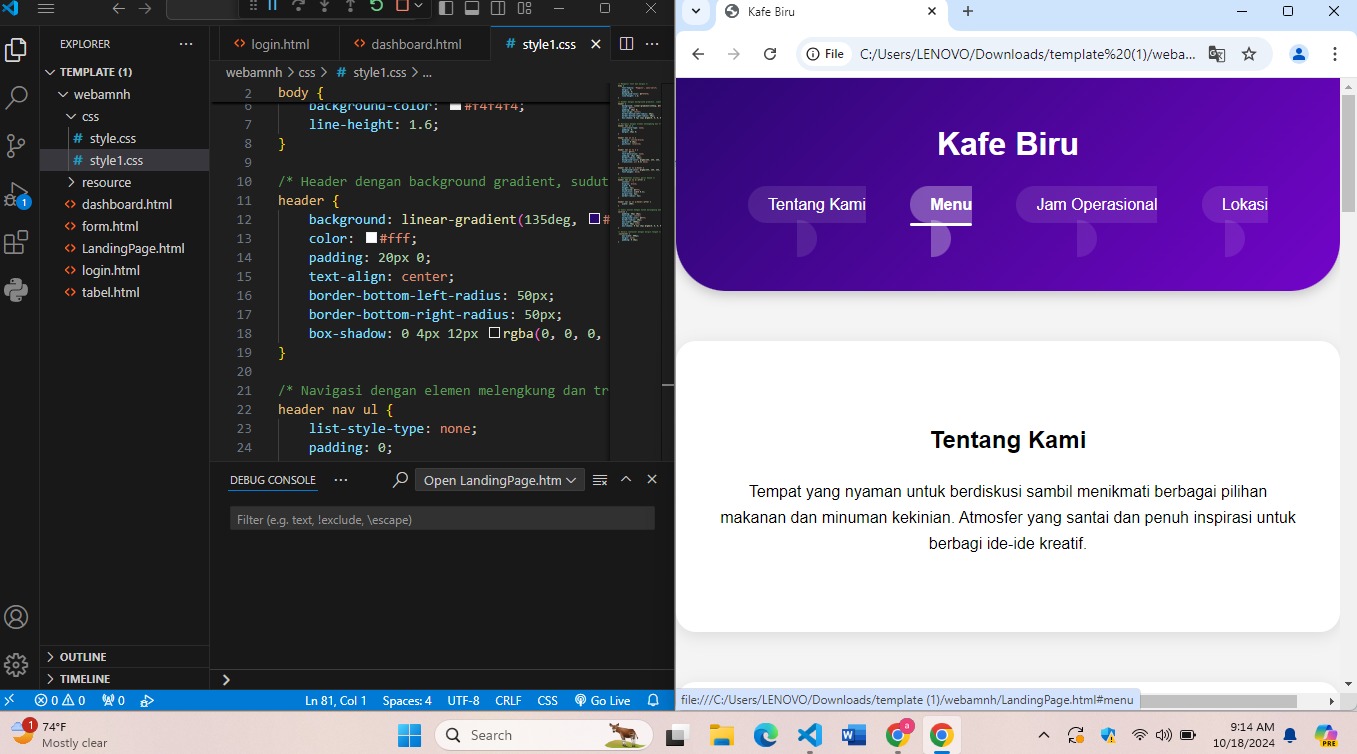 EXPLORER
TEMPLATE (1)
webamnh
css
style.css
style1.css
resource
dashboard.html
form.html
LandingPage.html
login.html
tabel.html
OUTLINE
TIMELINE
1
login.html
dashboard.html
style1.css
webamnh > css > # style1.css > ...
2 body {
6 background-color: #f4f4f4;
7 line-height: 1.6;
8 }
9
10 /* Header dengan background gradient, sudut
11 header {
12 background: linear-gradient(135deg, #
13 color: #fff;
14 padding: 20px 0;
15 text-align: center;
16 border-bottom-left-radius: 50px;
17 border-bottom-right-radius: 50px;
18 box-shadow: 0 4px 12px rgba(0, 0, 0,
19 }
20
21 /* Navigasi dengan elemen melengkung dan tr
22 header nav ul {
23 list-style-type: none;
24 padding: 0;
DEBUG CONSOLE
Open LandingPage.htm
Filter (e.g. text, !exclude, \escape)
0 0 0
Ln 81, Col 1 Spaces: 4 UTF-8 CRLF CSS Go Live
Kafe Biru
File C:/Users/LENOVO/Downloads/template%20(1)/weba...
Kafe Biru
Tentang Kami Menu Jam Operasional Lokasi
Tentang Kami
Tempat yang nyaman untuk berdiskusi sambil menikmati berbagai pilihan
makanan dan minuman kekinian. Atmosfer yang santai dan penuh inspirasi untuk
berbagi ide-ide kreatif.
file:///C:/Users/LENOVO/Downloads/template (1)/webamnh/LandingPage.html#menu
1
74°F
Mostly clear
Search
a
9:14 AM
10/18/2024
PRE